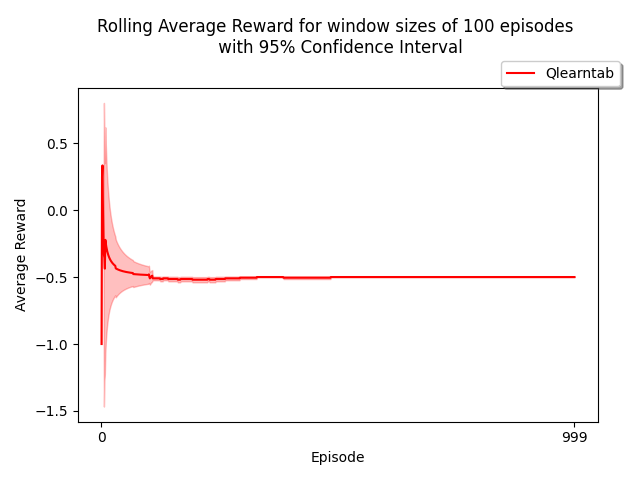 Rolling Average Reward for window sizes of 100 episodes
with 95% Confidence Interval
Qlearntab
Average Reward
0.5
0.0
−0.5
−1.0
−1.5
0
999
Episode